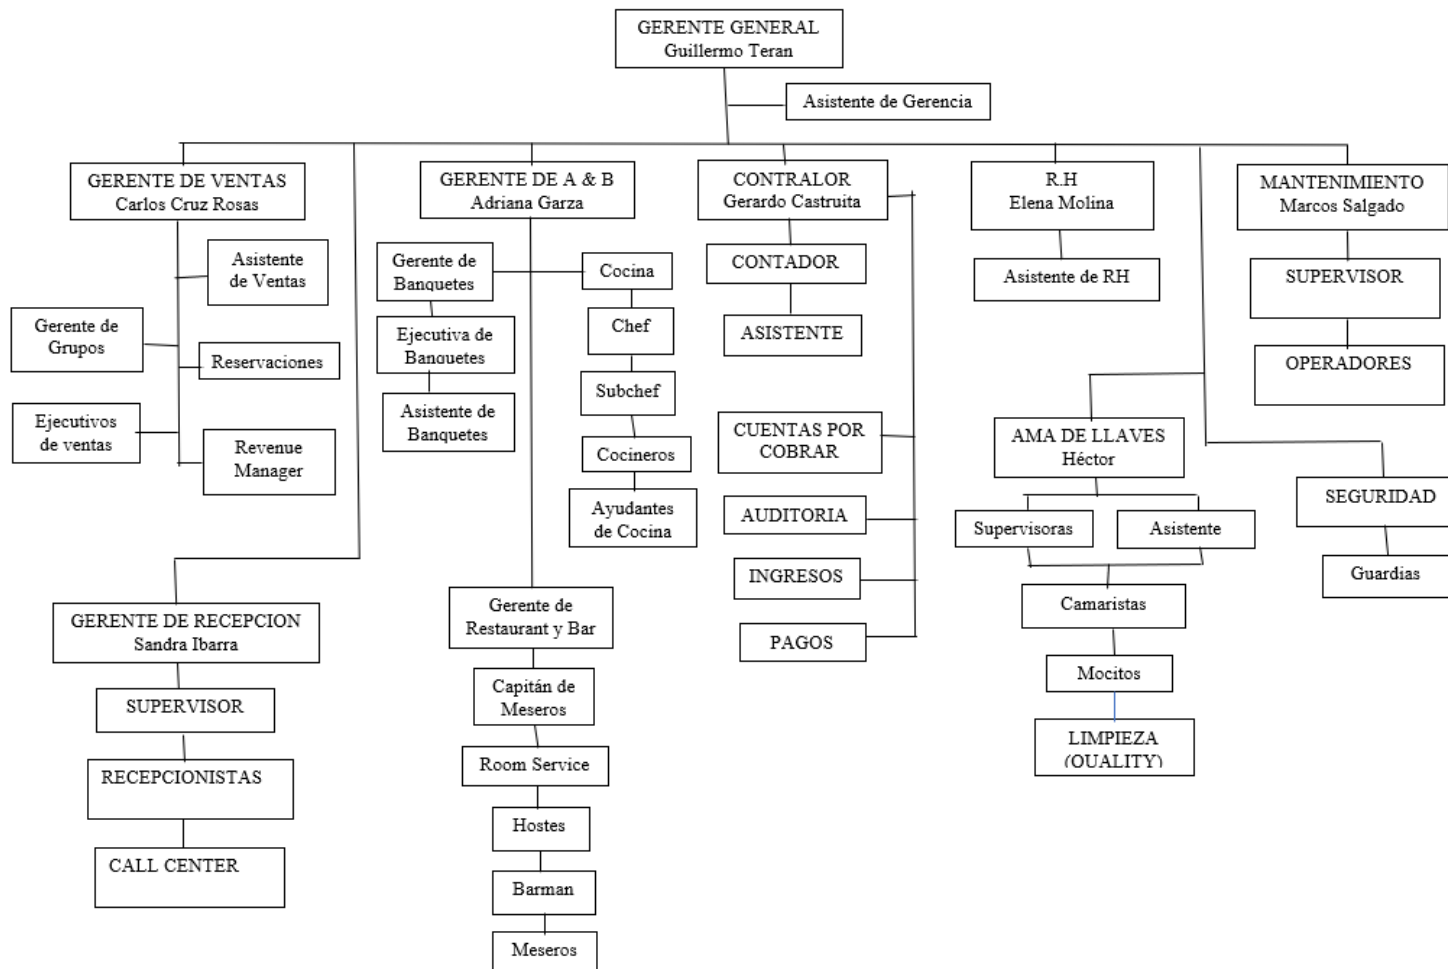 GERENTE GENERAL
Guillermo Teran
Asistente de Gerencia
GERENTE DE VENTAS
Carlos Cruz Rosas
GERENTE DE A & B
Adriana Garza
CONTRALOR
Gerardo Castruita
R.H
Elena Molina
MANTENIMIENTO
Marcos Salgado
Asistente
de Ventas
Gerente de
Grupos
Reservaciones
Ejecutivos
de ventas
Revenue
Manager
Gerente de
Banquetes
Ejecutiva de
Banquetes
Asistente de
Banquetes
Cocina
Chef
Subchef
Cocineros
Ayudantes
de Cocina
CONTADOR
ASISTENTE
CUENTAS POR
COBRAR
AUDITORIA
INGRESOS
PAGOS
Asistente de RH
SUPERVISOR
OPERADORES
AMA DE LLAVES
Héctor
Supervisoras
Asistente
Camaristas
Mocitos
LIMPIEZA
(QUALITY)
SEGURIDAD
Guardias
GERENTE DE RECEPCION
Sandra Ibarra
SUPERVISOR
RECEPCIONISTAS
CALL CENTER
Gerente de
Restaurant y Bar
Capitán de
Meseros
Room Service
Hostes
Barman
Meseros